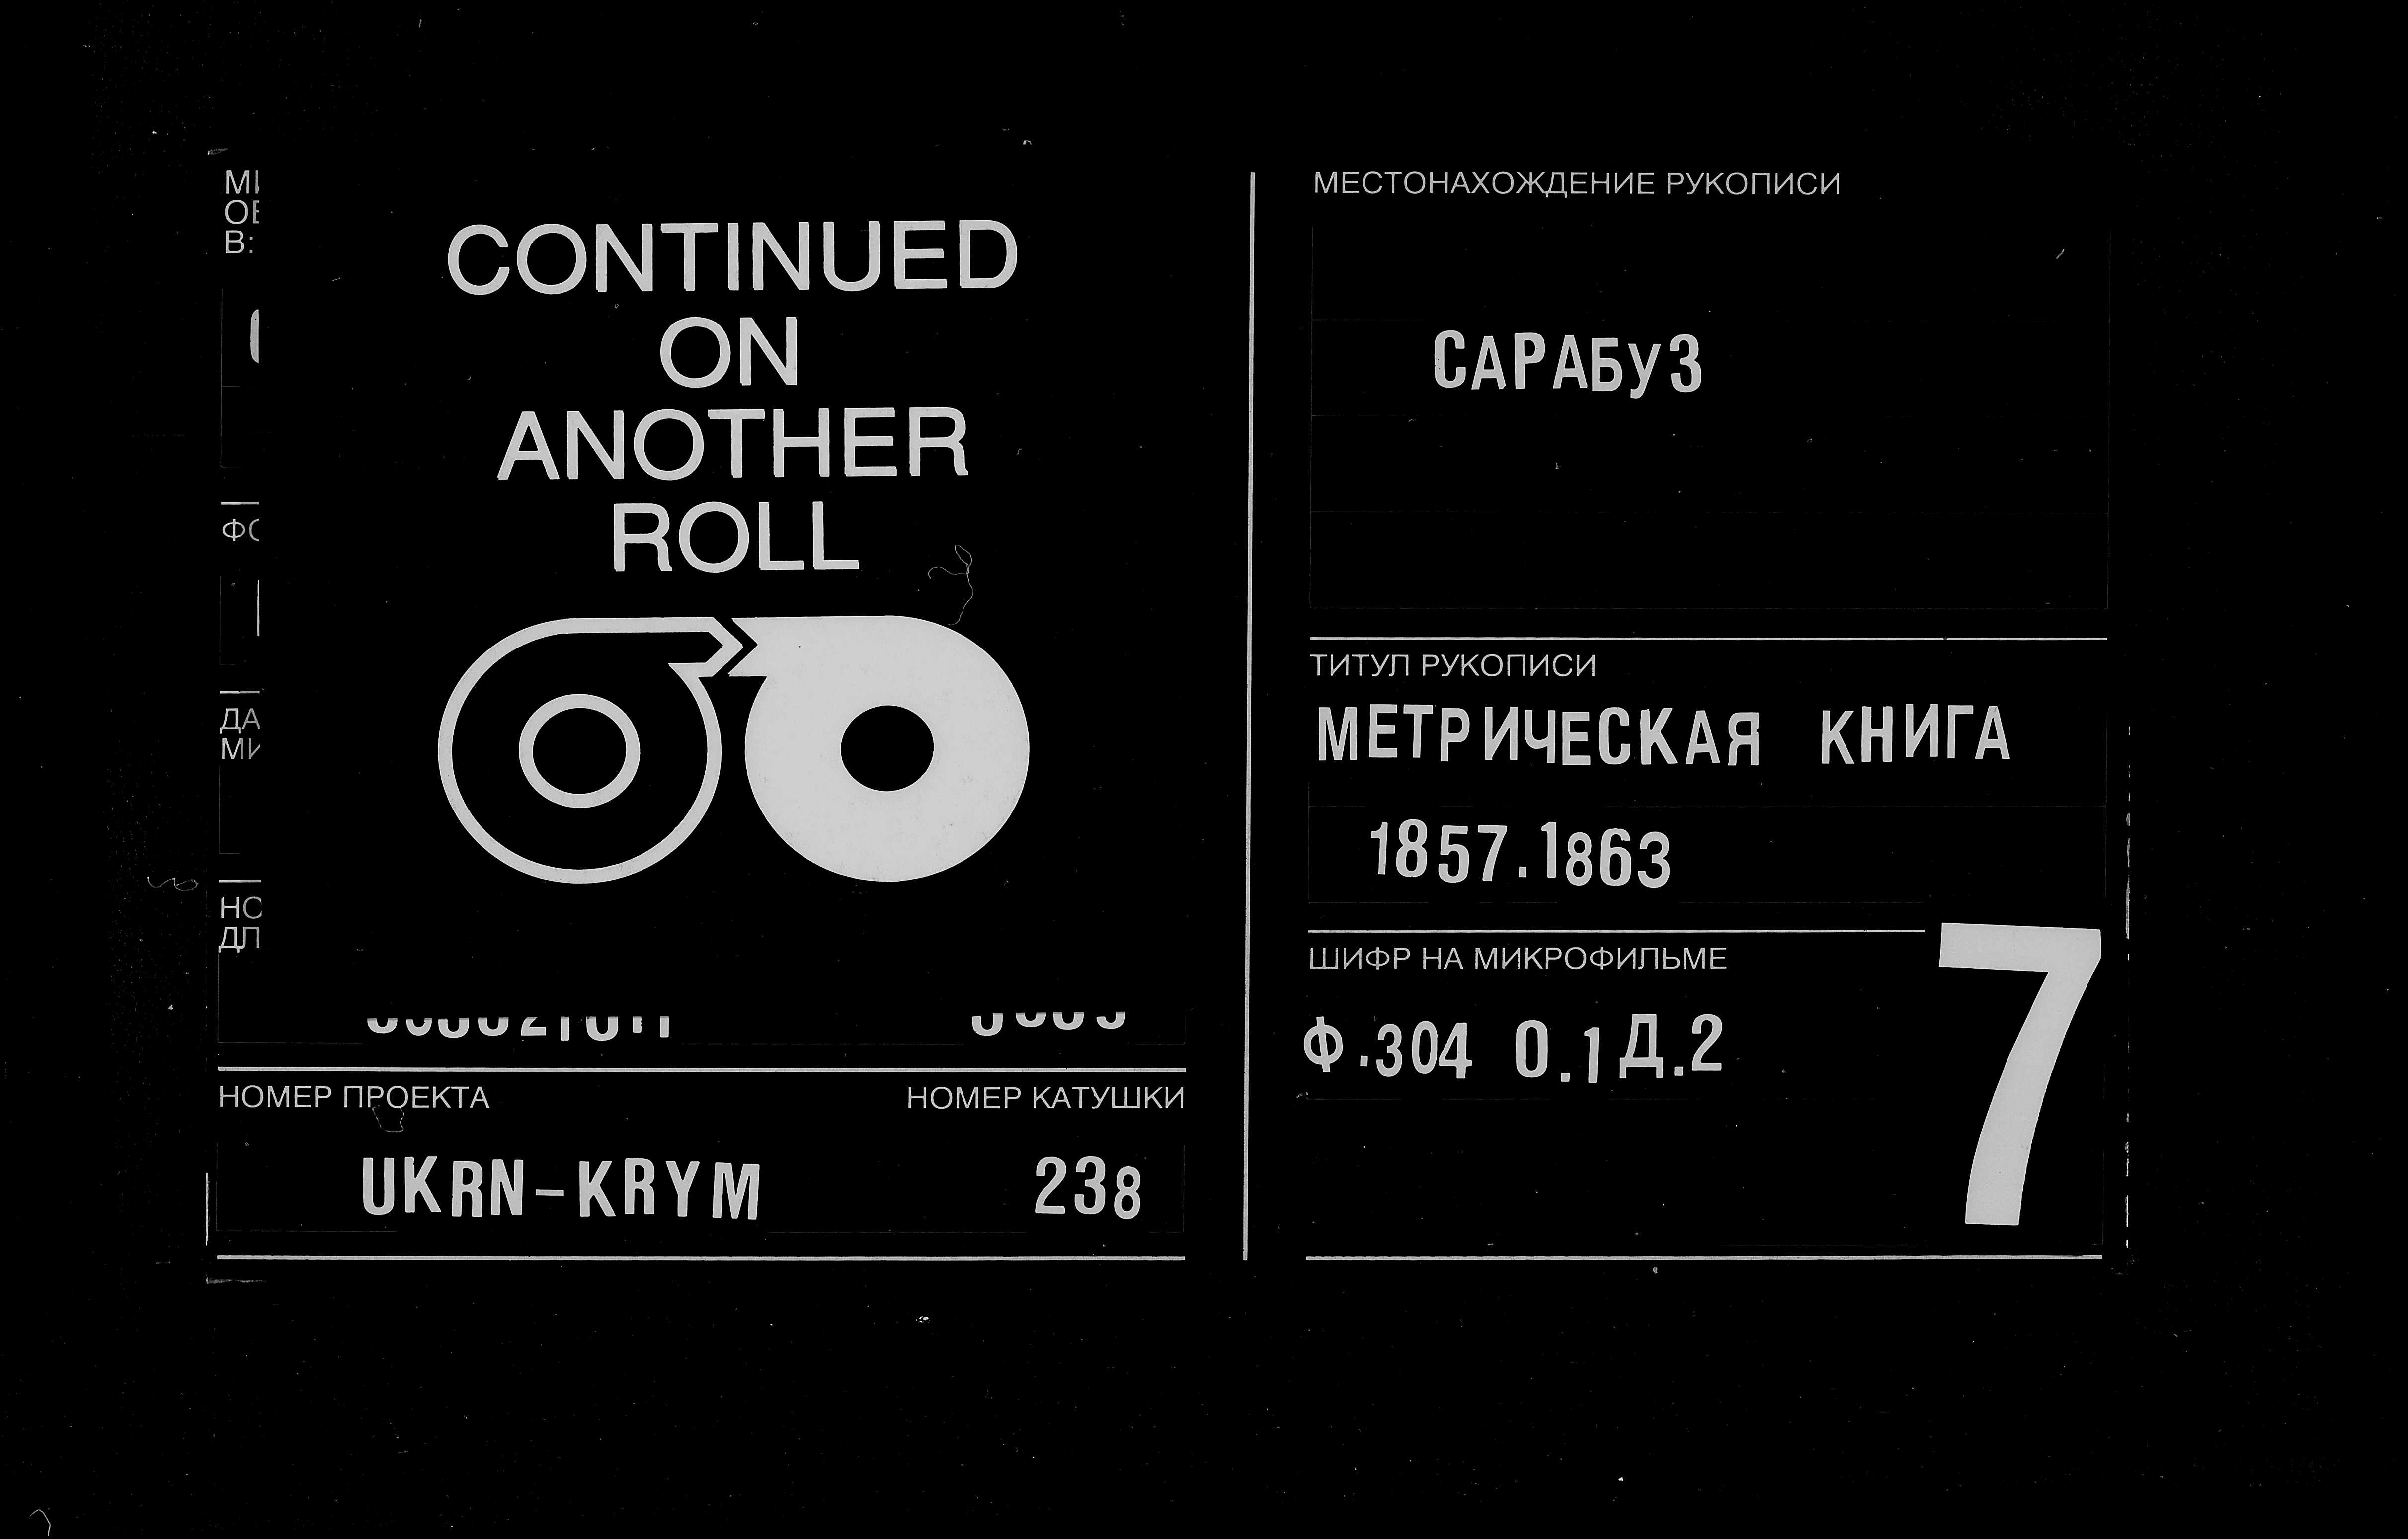 CONTINUED
ON
ANOTHER
ROLL
НОМЕР ПРОЕКТА
НОМЕР КАТУШКИ
UKRN-KRYM
238
МЕСТОНАХОЖДЕНИЕ РУКОПИСИ
САРАБУЗ
ТИТУЛ РУКОПИСИ
МЕТРИЧЕСКАЯ КНИГА
1857.1863
ШИФР НА МИКРОФИЛЬМЕ
Ф.304 О.1 Д.2
7